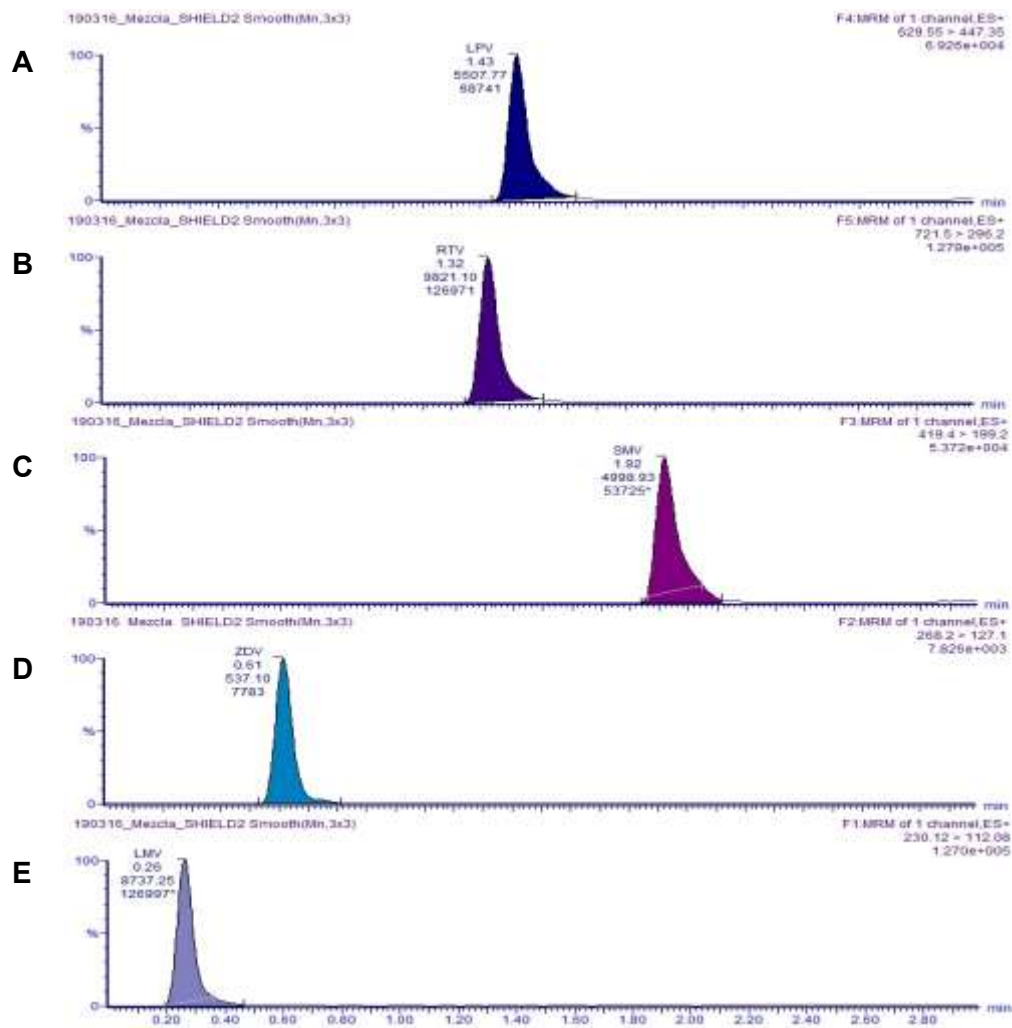 190316_Mezcla_SHIELD2 Smooth(Mn,3x3)
F4:MRM of 1 channel,ES+
629.55 > 447.35
6.926e+004
A
100
%
0
LPV
1.43
5507.77
68741
min
190316_Mezcla_SHIELD2 Smooth(Mn,3x3)
F5:MRM of 1 channel,ES+
721.5 > 296.2
1.279e+005
B
100
%
0
RTV
1.32
9821.10
126971
min
190316_Mezcla_SHIELD2 Smooth(Mn,3x3)
F3:MRM of 1 channel,ES+
419.4 > 199.2
5.372e+004
C
100
%
0
SMV
1.92
4998.93
53725*
min
190316_Mezcla_SHIELD2 Smooth(Mn,3x3)
F2:MRM of 1 channel,ES+
268.2 > 127.1
7.826e+003
D
100
%
0
ZDV
0.61
537.10
7783
min
190316_Mezcla_SHIELD2 Smooth(Mn,3x3)
F1:MRM of 1 channel,ES+
230.12 > 112.08
1.270e+005
E
100
%
0
LMV
0.26
8737.25
126997*
min
0.20 0.40 0.60 0.80 1.00 1.20 1.40 1.60 1.80 2.00 2.20 2.40 2.60 2.80